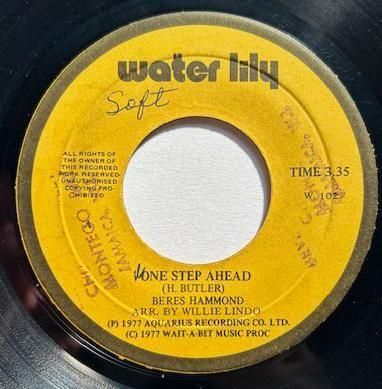 water lily
Soft
ALL RIGHTS OF
THE OWNER OF
THIS RECORDED
WORK RESERVED
UNAUTHORISED
COPYING PRO
HIBITED
TIME 3.35
W. 102
MONTEGO
JAMAICA
ONE STEP AHEAD
(H. BUTLER)
BERES HAMMOND
ARR. BY WILLIE LINDO
(P) 1977 AQUARIUS RECORDING CO. LTD.
(C) 1977 WAIT-A-BIT MUSIC PROC